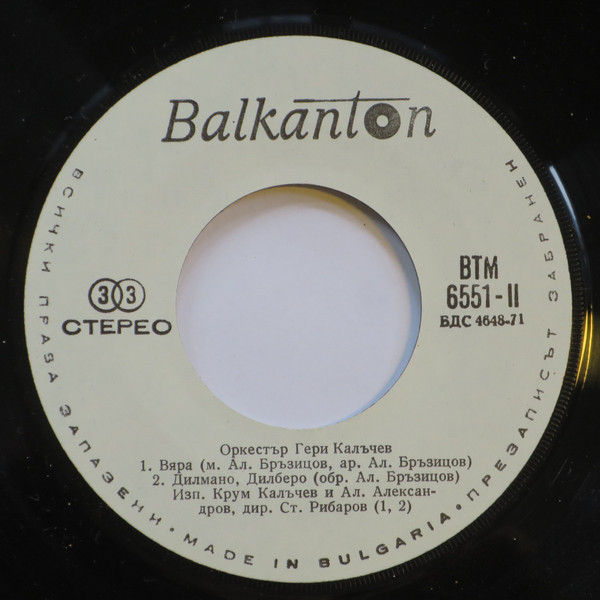 Balkanton
ВСИЧКИ ПРАВА ЗАПАЗЕНИ • MADE IN BULGARIA • ПРЕЗАПИСЪТ ЗАБРАНЕН
33
СТЕРЕО
ВТМ
6551-II
БДС 4648-71
Оркестър Гери Калъчев
1. Вяра (м. Ал. Бръзицов, ар. Ал. Бръзицов)
2. Дилмано, Дилберо (обр. Ал. Бръзицов)
Изп. Крум Калъчев и Ал. Алексан-
дров, дир. Ст. Рибаров (1, 2)